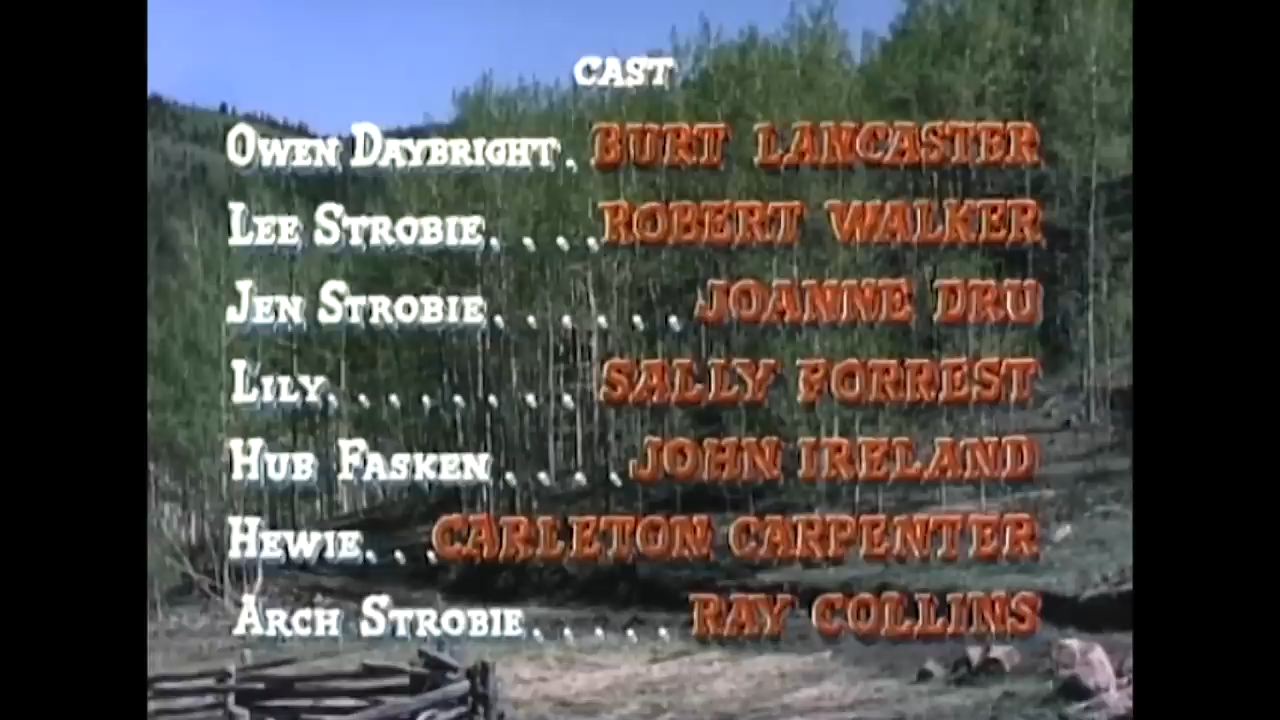 CAST
OWEN DAYBRIGHT. BURT LANCASTER
LEE STROBIE. . . . ROBERT WALKER
JEN STROBIE. . . . . . JOANNE DRU
LILY. . . . . . . . SALLY FORREST
HUB FASKEN . . . . JOHN IRELAND
HEWIE. . . CARLETON CARPENTER
ARCH STROBIE. . . . . RAY COLLINS